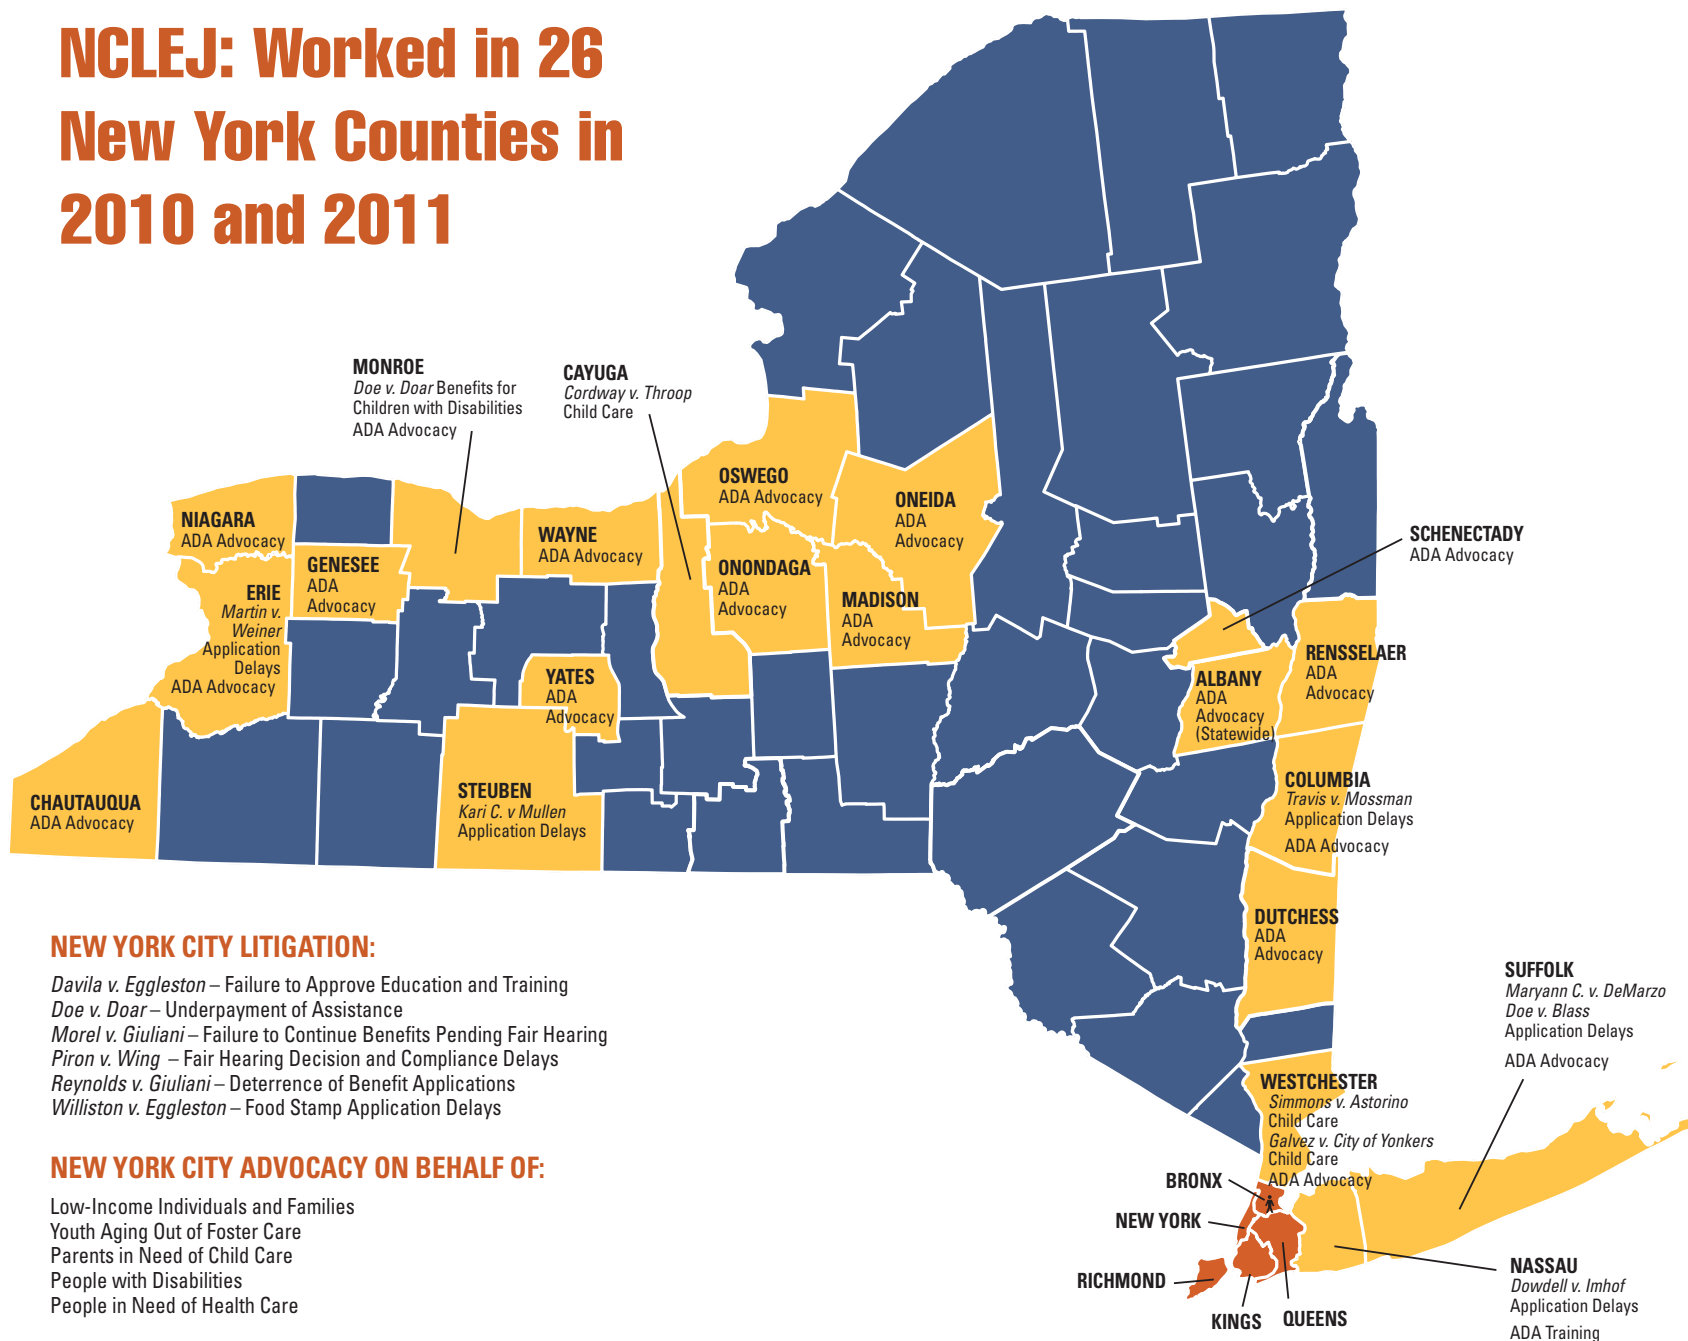 NCLEJ: Worked in 26
New York Counties in
2010 and 2011
MONROE
Doe v. Doar Benefits for
Children with Disabilities
ADA Advocacy
CAYUGA
Cordway v. Throop
Child Care
OSWEGO
ADA Advocacy
ONEIDA
ADA
Advocacy
NIAGARA
ADA Advocacy
WAYNE
ADA Advocacy
SCHENECTADY
ADA Advocacy
GENESEE
ADA
Advocacy
ONONDAGA
ADA
Advocacy
ERIE
Martin v.
Weiner
Application
Delays
ADA Advocacy
MADISON
ADA
Advocacy
RENSSELAER
ADA
Advocacy
YATES
ADA
Advocacy
ALBANY
ADA
Advocacy
(Statewide)
CHAUTAUQUA
ADA Advocacy
STEUBEN
Kari C. v Mullen
Application Delays
COLUMBIA
Travis v. Mossman
Application Delays
ADA Advocacy
DUTCHESS
ADA
Advocacy
SUFFOLK
Maryann C. v. DeMarzo
Doe v. Blass
Application Delays
ADA Advocacy
WESTCHESTER
Simmons v. Astorino
Child Care
Galvez v. City of Yonkers
Child Care
ADA Advocacy
BRONX
NEW YORK
RICHMOND
KINGS
QUEENS
NASSAU
Dowdell v. Imhof
Application Delays
ADA Training
NEW YORK CITY LITIGATION:
Davila v. Eggleston – Failure to Approve Education and Training
Doe v. Doar – Underpayment of Assistance
Morel v. Giuliani – Failure to Continue Benefits Pending Fair Hearing
Piron v. Wing – Fair Hearing Decision and Compliance Delays
Reynolds v. Giuliani – Deterrence of Benefit Applications
Williston v. Eggleston – Food Stamp Application Delays
NEW YORK CITY ADVOCACY ON BEHALF OF:
Low-Income Individuals and Families
Youth Aging Out of Foster Care
Parents in Need of Child Care
People with Disabilities
People in Need of Health Care